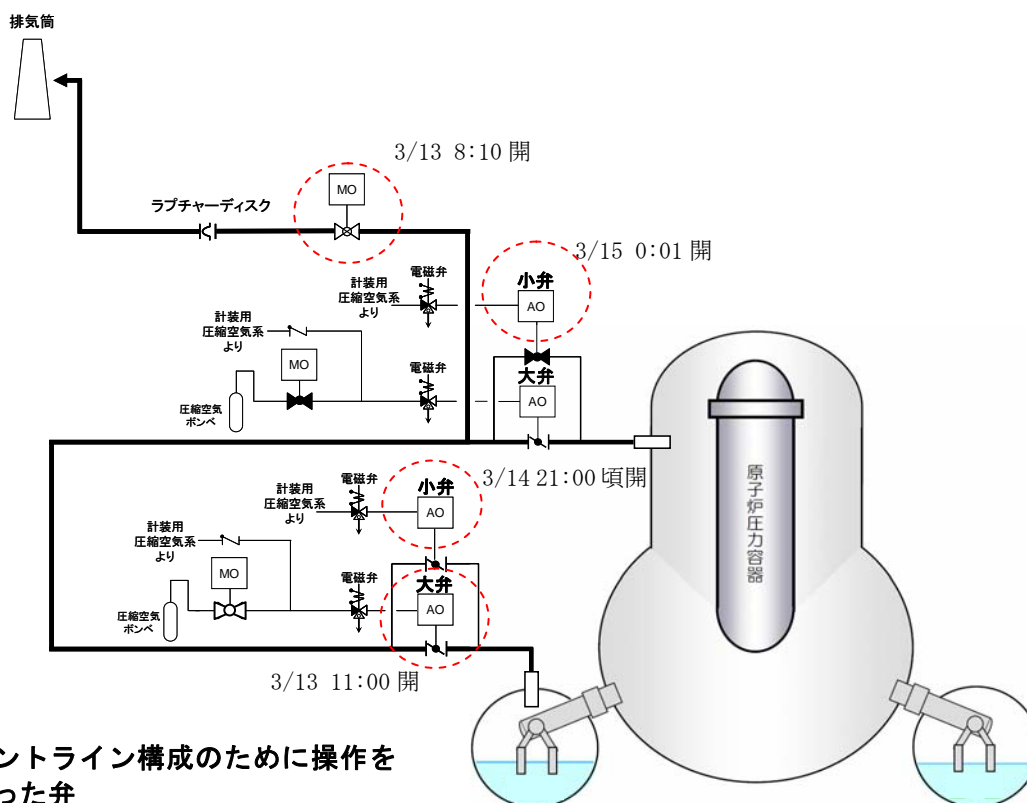 排気筒
3/13 8:10 開
MO
ラプチャーディスク
3/15 0:01 開
電磁弁
小弁
計装用
圧縮空気系
より
AO
計装用
圧縮空気系
より
MO
電磁弁
大弁
AO
圧縮空気
ボンベ
3/14 21:00 頃開
電磁弁
小弁
計装用
圧縮空気系
より
AO
計装用
圧縮空気系
より
MO
電磁弁
大弁
AO
圧縮空気
ボンベ
3/13 11:00 開
原子炉圧力容器
ントライン構成のために操作を
った弁